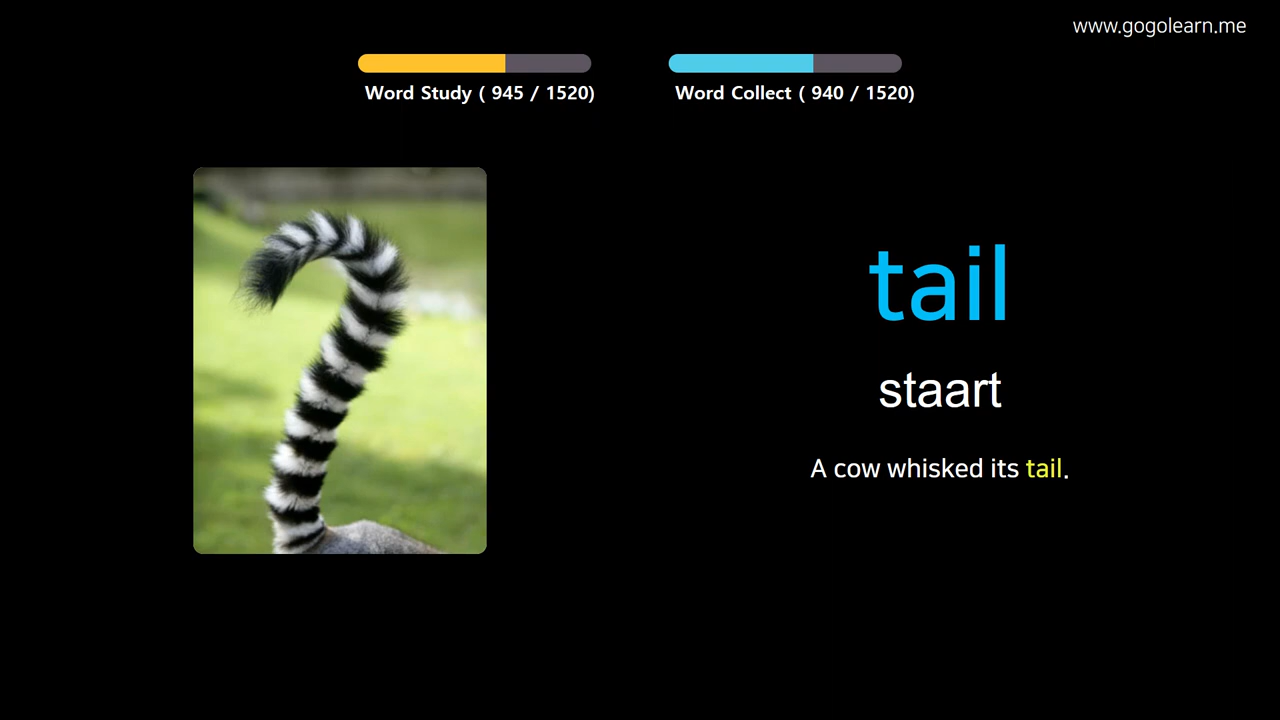 www.gogolearn.me
Word Study ( 945 / 1520)
Word Collect ( 940 / 1520)
tail
staart
A cow whisked its tail.